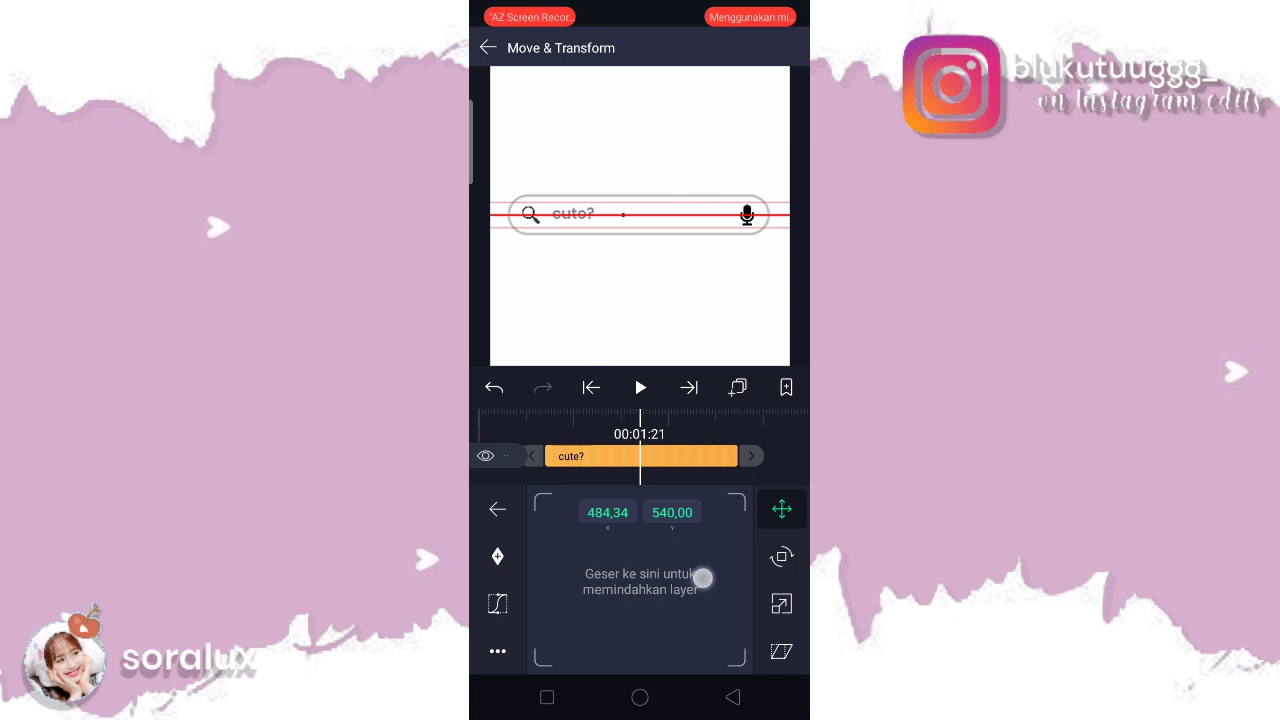 "AZ Screen Recor..
Menggunakan mi..
Move & Transform
blukutuuggg_
on Instagram edits
cute?
00:01:21
cute?
484,34
540,00
X
Y
Geser ke sini untuk
memindahkan layer
soralux